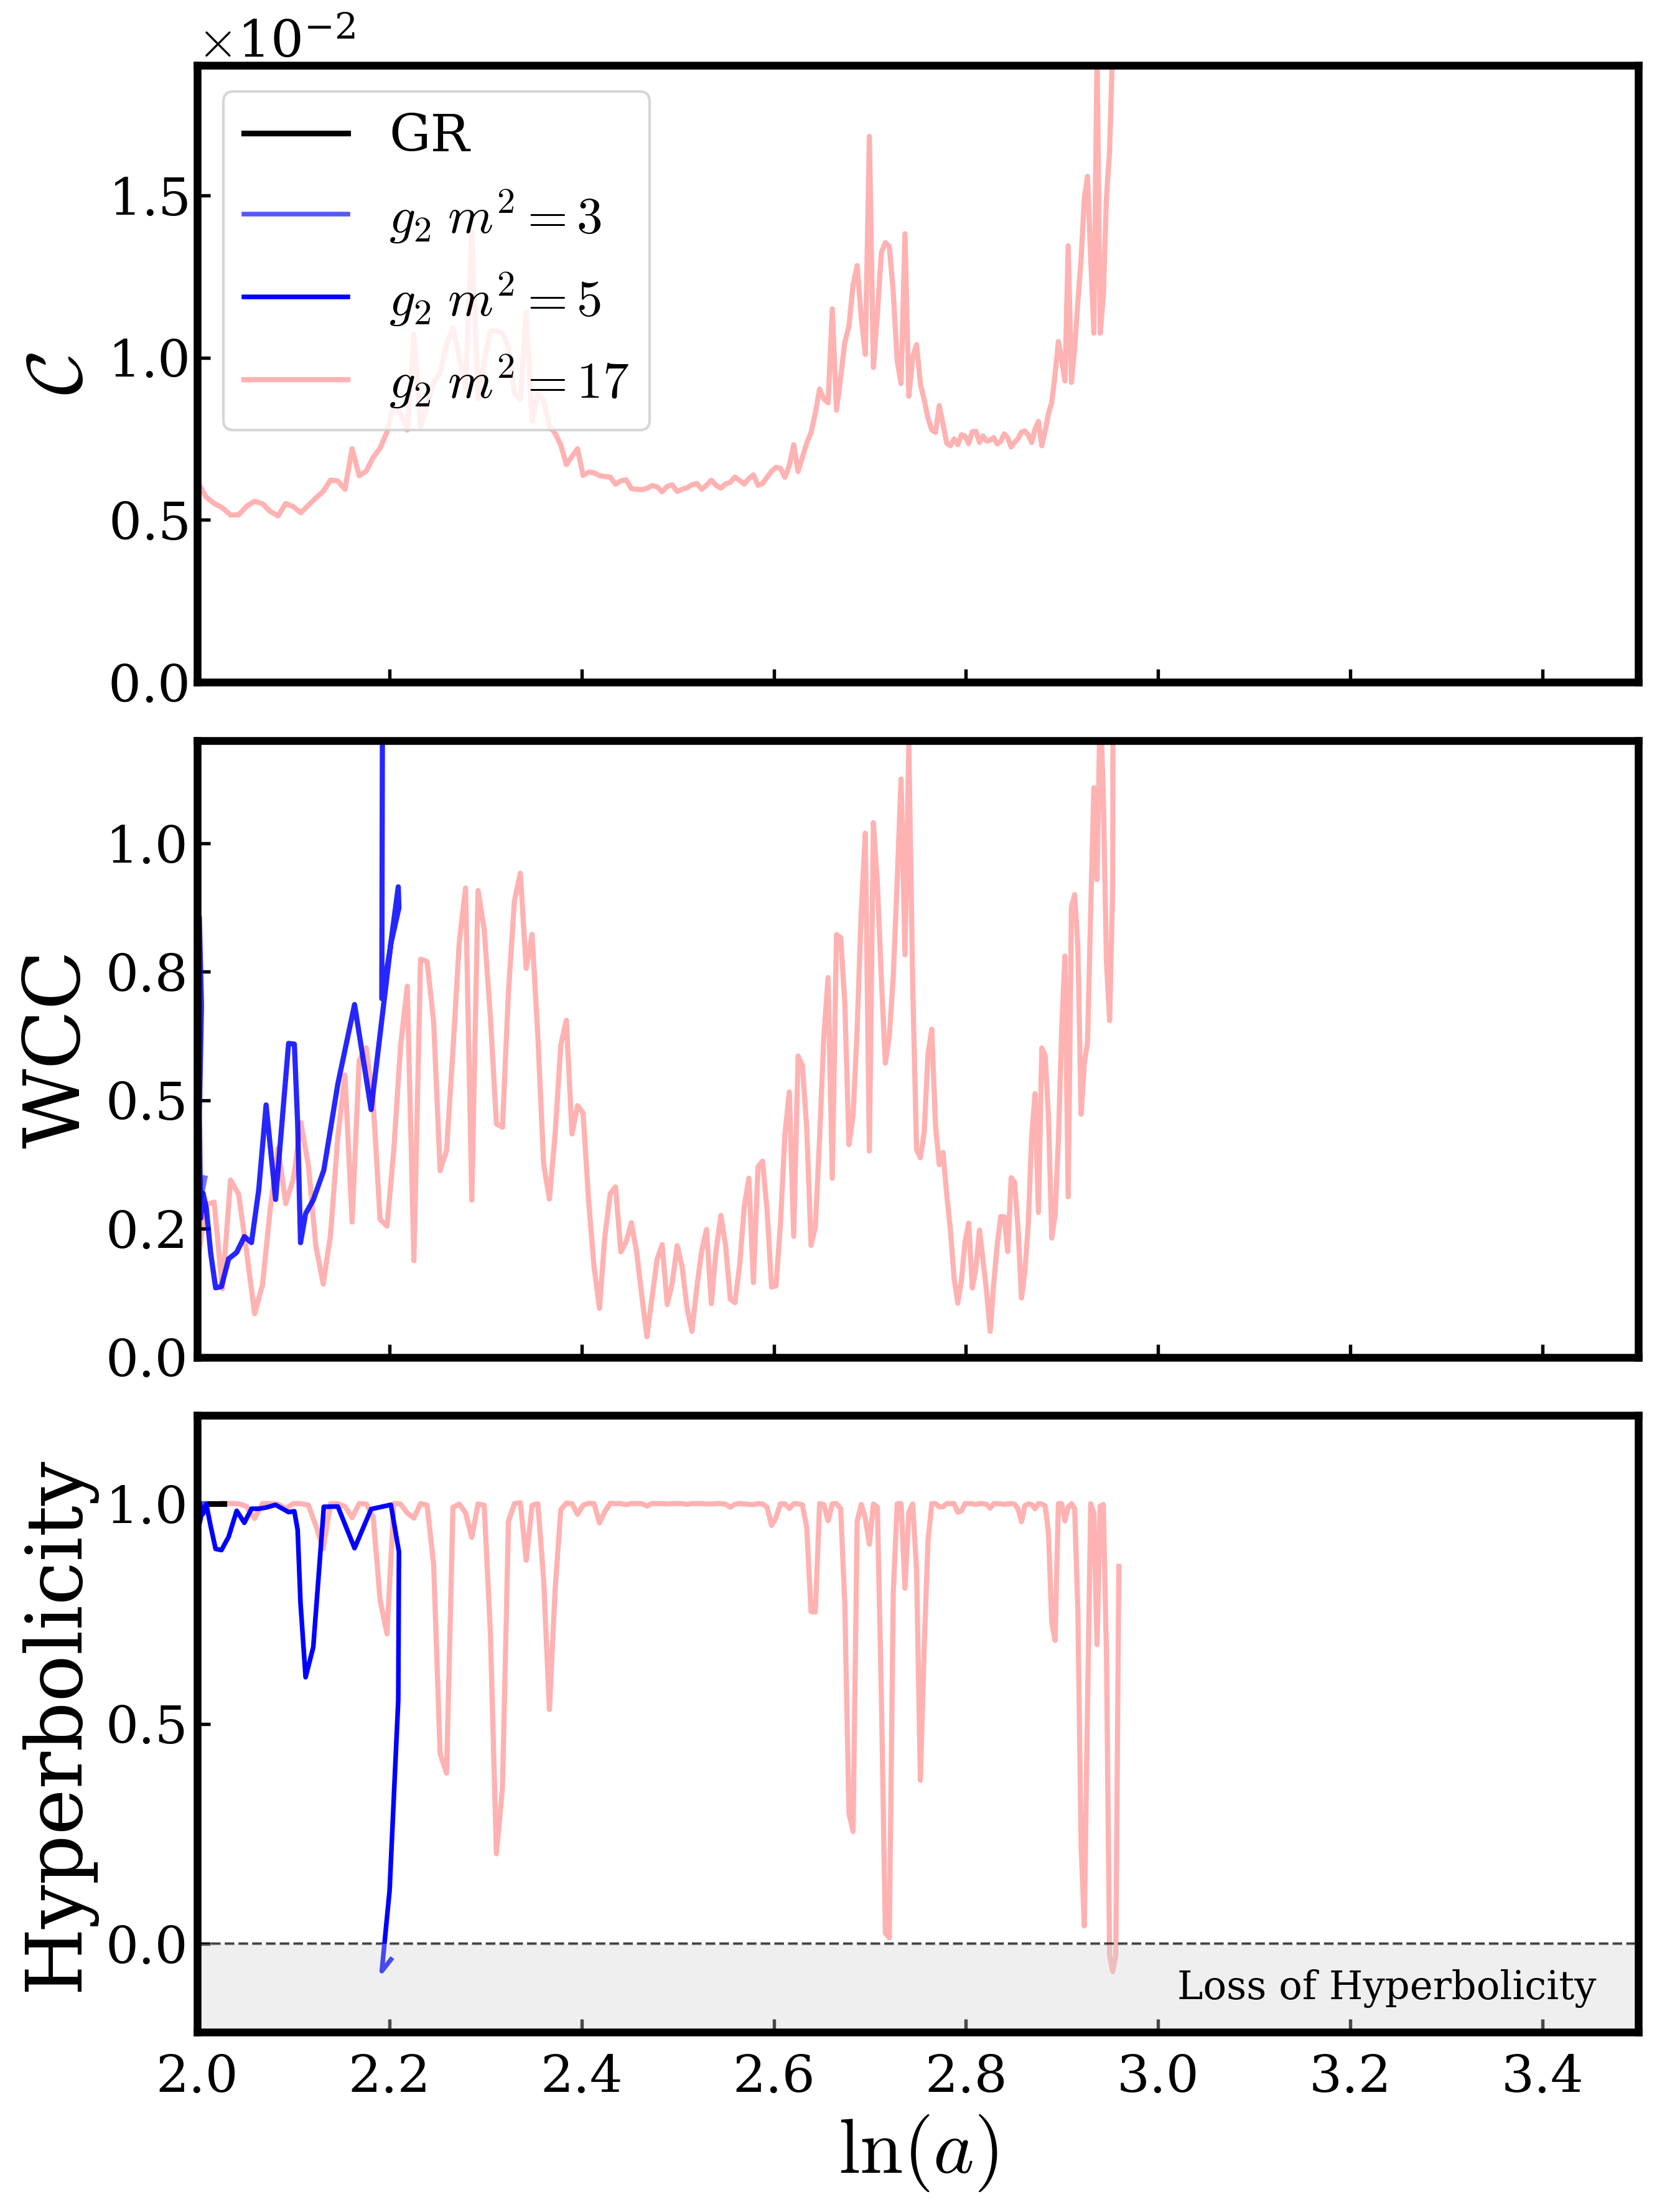 ×10⁻²
GR
g₂ m² = 3
g₂ m² = 5
g₂ m² = 17
1.5
1.0
0.5
0.0
𝒞
1.0
0.8
0.5
0.2
0.0
WCC
1.0
0.5
0.0
Hyperbolicity
Loss of Hyperbolicity
2.0 2.2 2.4 2.6 2.8 3.0 3.2 3.4
ln(a)